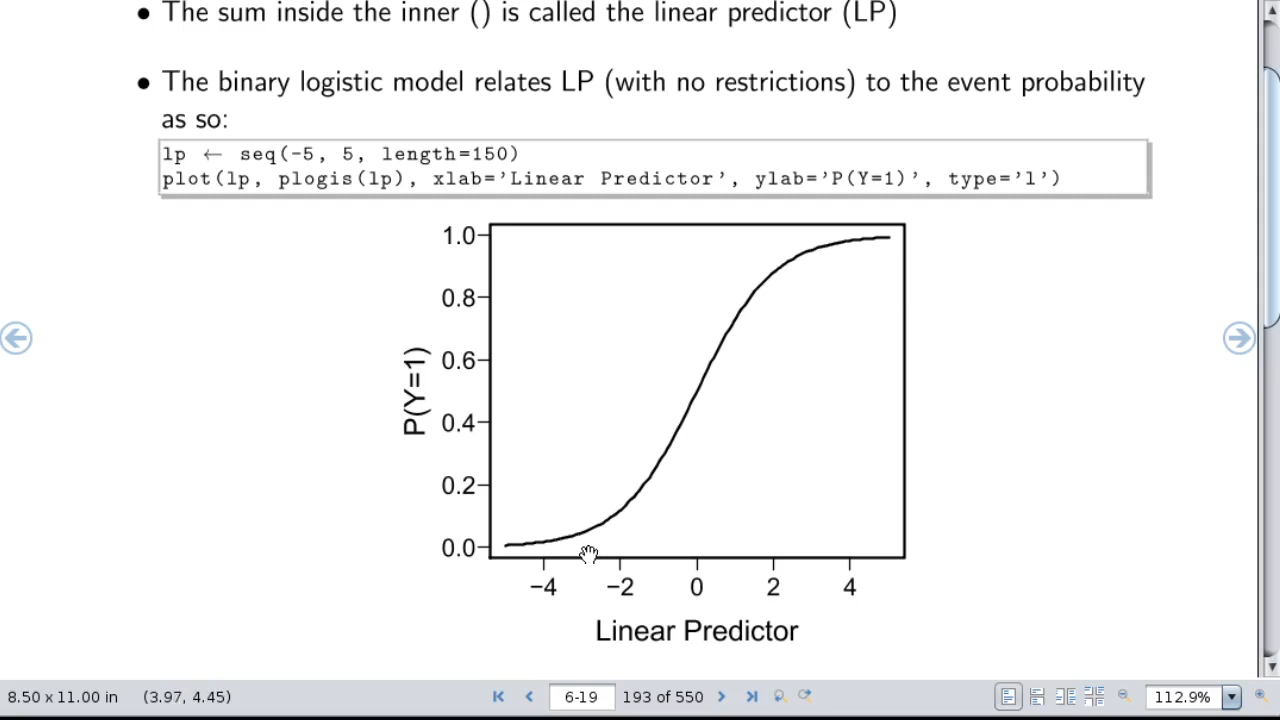 • The sum inside the inner () is called the linear predictor (LP)
• The binary logistic model relates LP (with no restrictions) to the event probability
as so:
lp ← seq(-5, 5, length=150)
plot(lp, plogis(lp), xlab='Linear Predictor', ylab='P(Y=1)', type='l')
1.0
0.8
0.6
0.4
0.2
0.0
P(Y=1)
−4 −2 0 2 4
Linear Predictor
8.50 x 11.00 in (3.97, 4.45) 6-19 193 of 550 112.9%